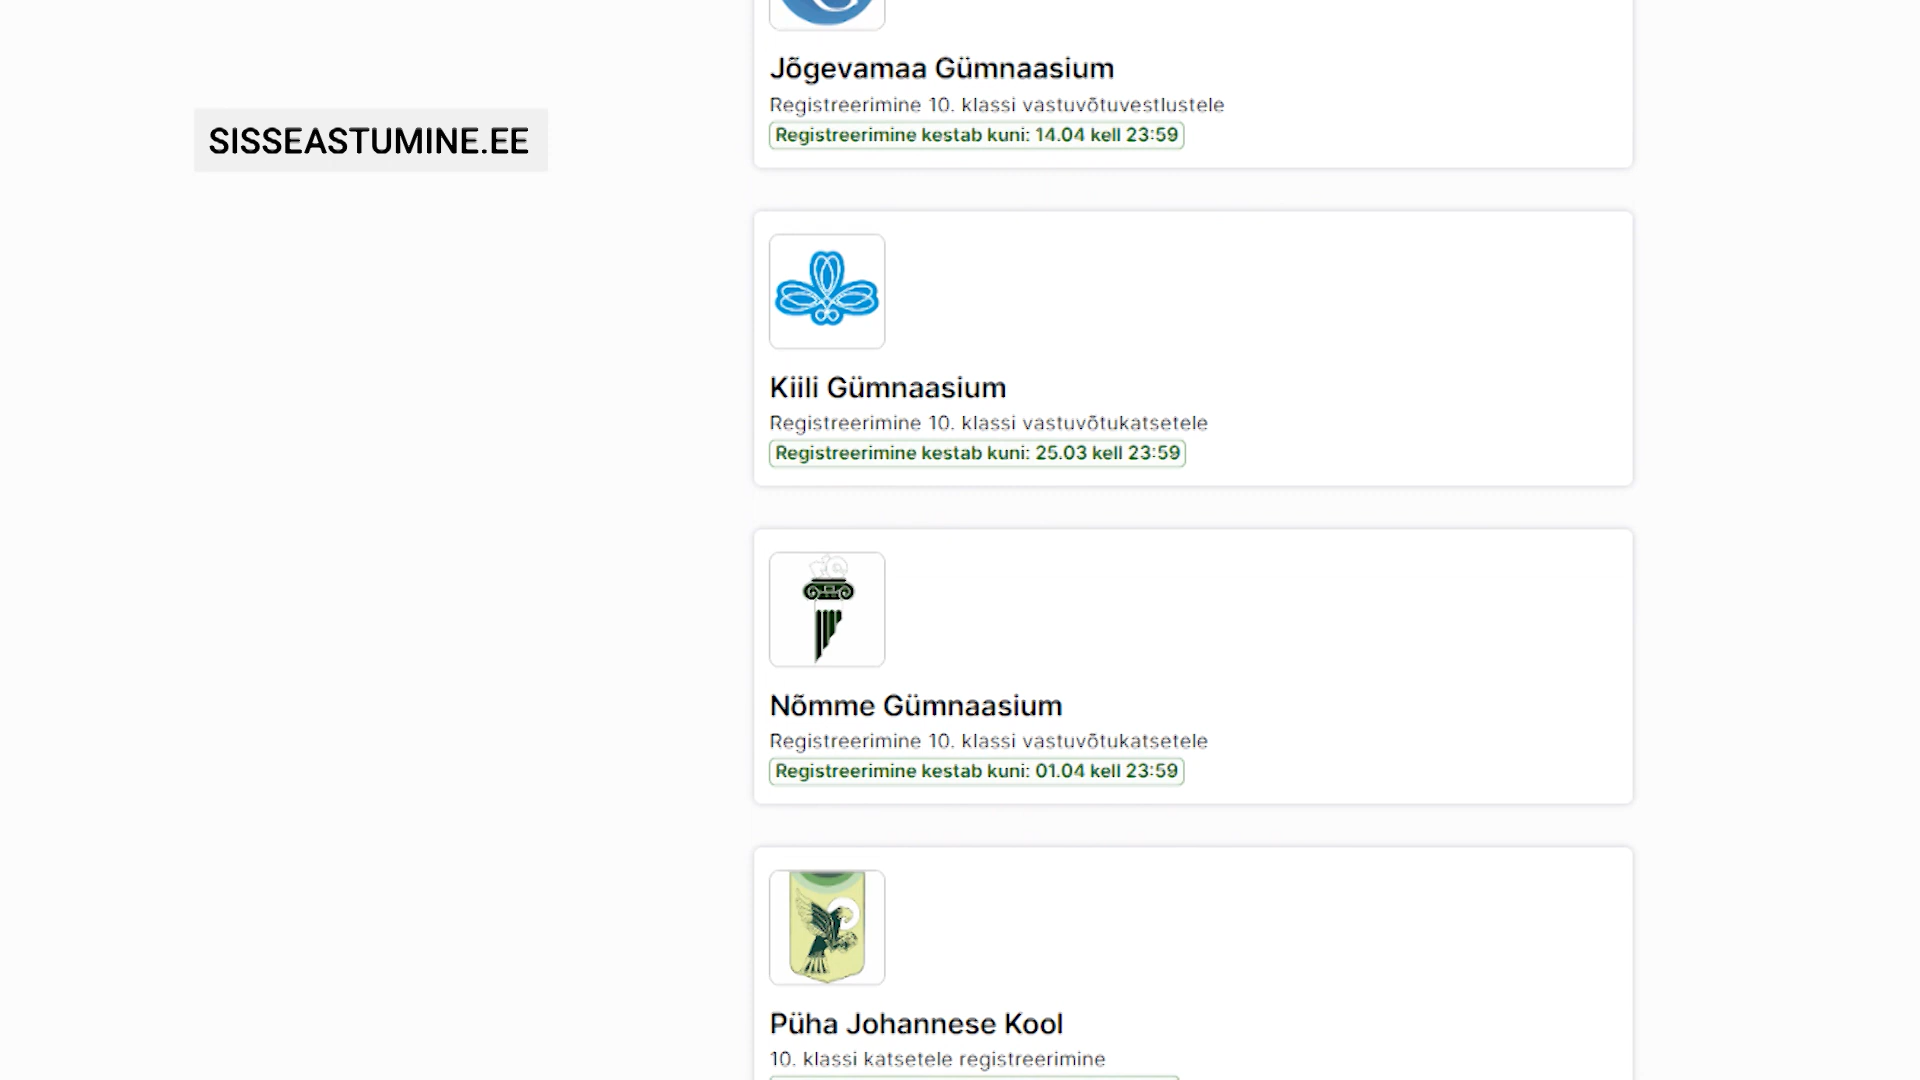 SISSEASTUMINE.EE
Jõgevamaa Gümnaasium
Registreerimine 10. klassi vastuvõtuvestlustele
Registreerimine kestab kuni: 14.04 kell 23:59
Kiili Gümnaasium
Registreerimine 10. klassi vastuvõtukatsetele
Registreerimine kestab kuni: 25.03 kell 23:59
Nõmme Gümnaasium
Registreerimine 10. klassi vastuvõtukatsetele
Registreerimine kestab kuni: 01.04 kell 23:59
Püha Johannese Kool
10. klassi katsetele registreerimine